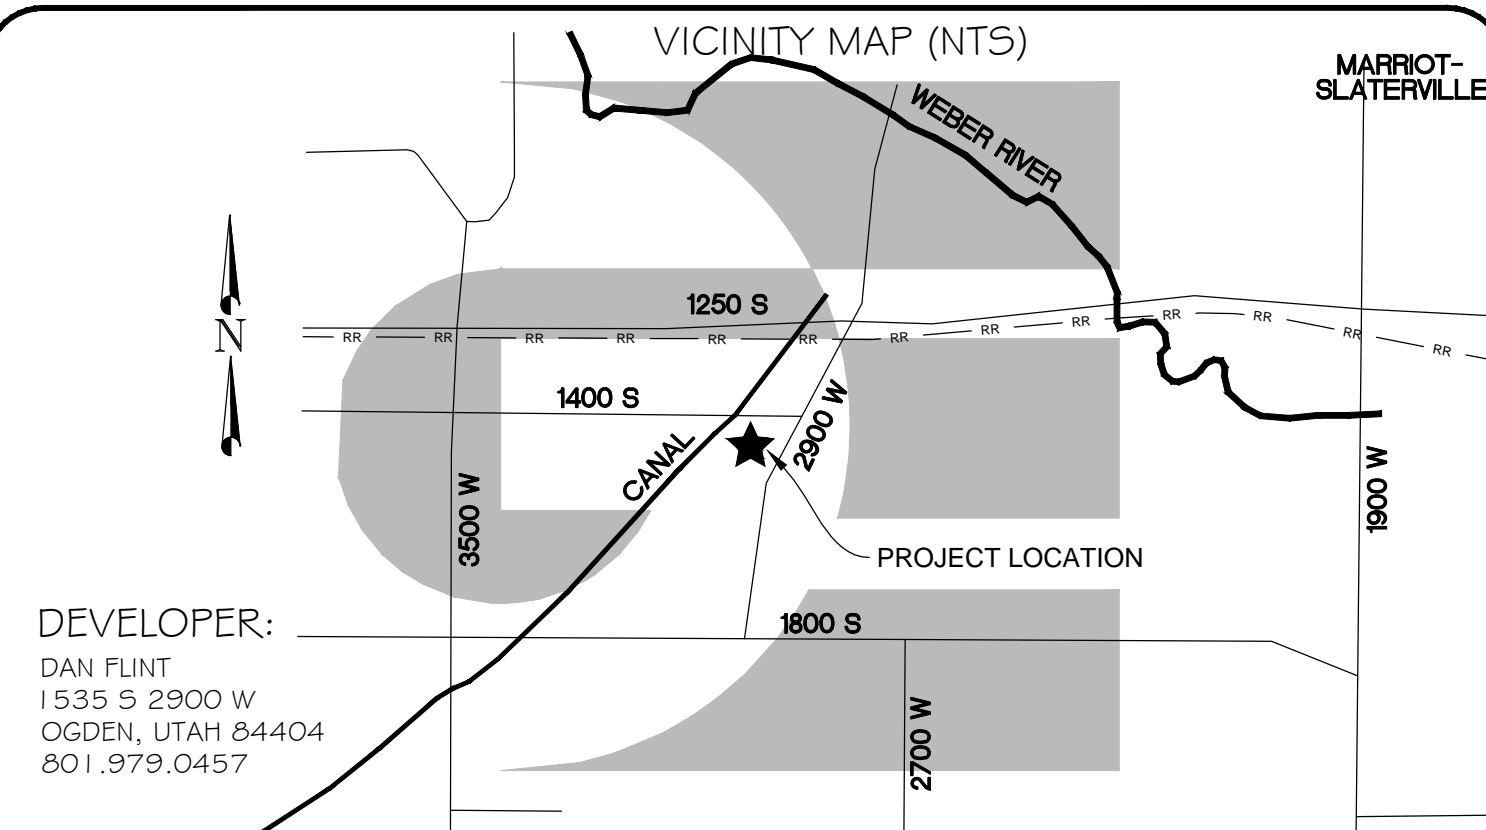 VICINITY MAP (NTS)
MARRIOT-
SLATERVILLE
WEBER RIVER
N
1250 S
RR RR RR RR RR RR RR RR RR RR RR RR RR
1400 S
2900 W
CANAL
3500 W
1900 W
PROJECT LOCATION
1800 S
2700 W
DEVELOPER:
DAN FLINT
1535 S 2900 W
OGDEN, UTAH 84404
801.979.0457